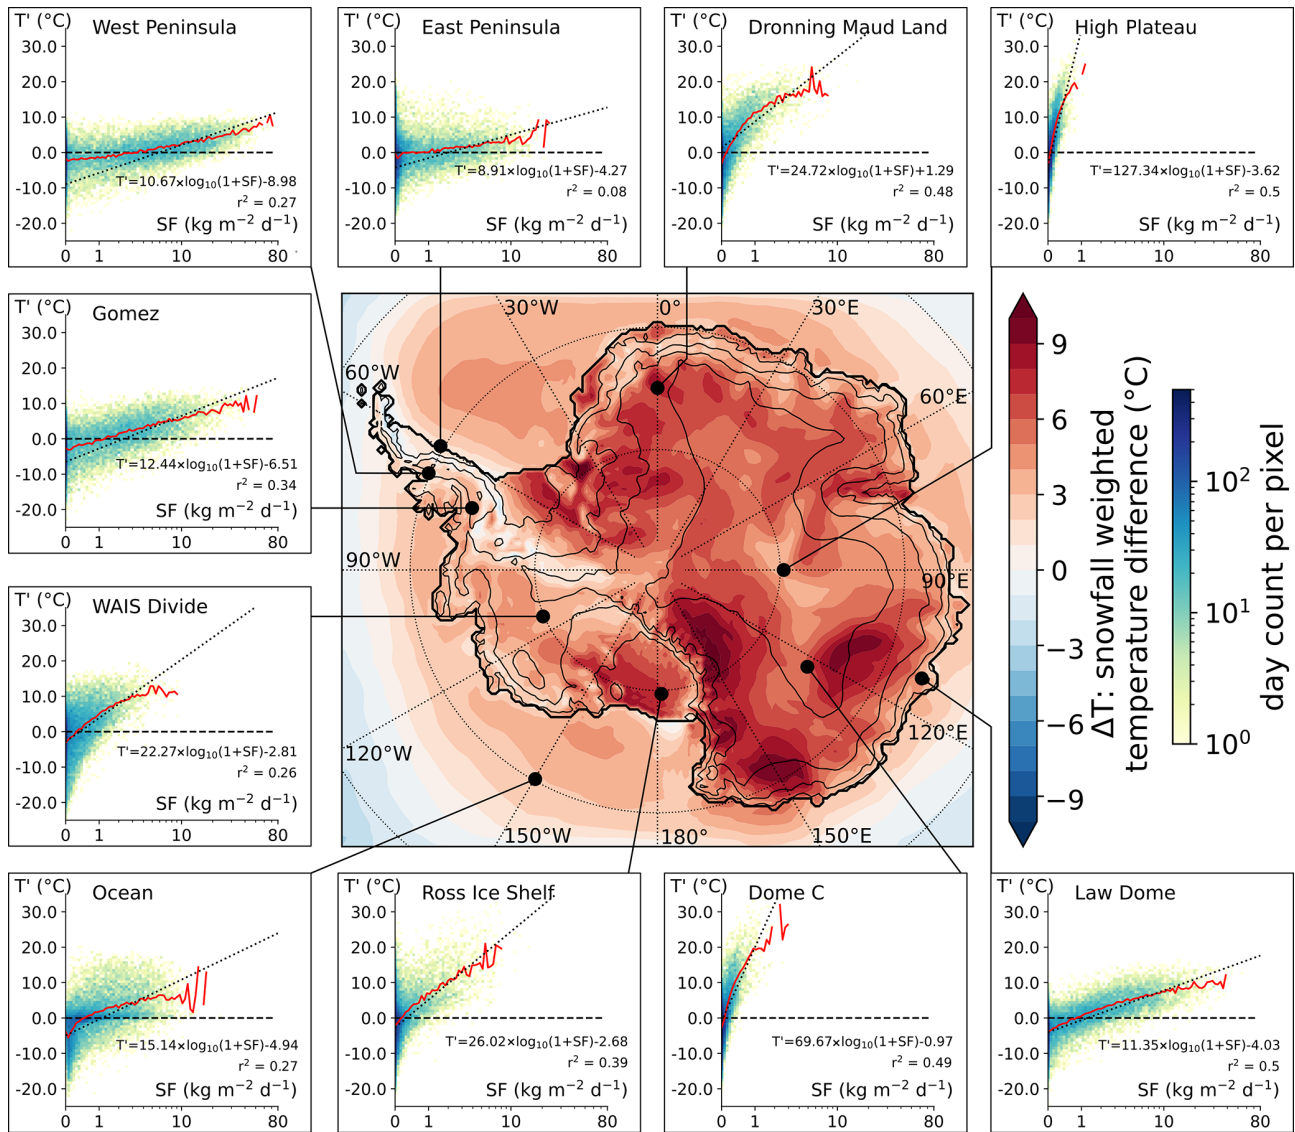 T' (°C) West Peninsula
30.0
20.0
10.0
0.0
-10.0
-20.0
T'=10.67×log₁₀(1+SF)-8.98
r² = 0.27
SF (kg m⁻² d⁻¹)
0 1 10 80
T' (°C) East Peninsula
30.0
20.0
10.0
0.0
-10.0
-20.0
T'=8.91×log₁₀(1+SF)-4.27
r² = 0.08
SF (kg m⁻² d⁻¹)
0 1 10 80
T' (°C) Dronning Maud Land
30.0
20.0
10.0
0.0
-10.0
-20.0
T'=24.72×log₁₀(1+SF)+1.29
r² = 0.48
SF (kg m⁻² d⁻¹)
0 1 10 80
T' (°C) High Plateau
30.0
20.0
10.0
0.0
-10.0
-20.0
T'=127.34×log₁₀(1+SF)-3.62
r² = 0.5
SF (kg m⁻² d⁻¹)
0 1 10 80
T' (°C) Gomez
30.0
20.0
10.0
0.0
-10.0
-20.0
T'=12.44×log₁₀(1+SF)-6.51
r² = 0.34
SF (kg m⁻² d⁻¹)
0 1 10 80
T' (°C) WAIS Divide
30.0
20.0
10.0
0.0
-10.0
-20.0
T'=22.27×log₁₀(1+SF)-2.81
r² = 0.26
SF (kg m⁻² d⁻¹)
0 1 10 80
30°W 0° 30°E
60°W
60°E
90°W
90°E
120°W
120°E
150°W 180° 150°E
9
6
3
0
−3
−6
−9
ΔT: snowfall weighted
temperature difference (°C)
10²
10¹
10⁰
day count per pixel
T' (°C) Ocean
30.0
20.0
10.0
0.0
-10.0
-20.0
T'=15.14×log₁₀(1+SF)-4.94
r² = 0.27
SF (kg m⁻² d⁻¹)
0 1 10 80
T' (°C) Ross Ice Shelf
30.0
20.0
10.0
0.0
-10.0
-20.0
T'=26.02×log₁₀(1+SF)-2.68
r² = 0.39
SF (kg m⁻² d⁻¹)
0 1 10 80
T' (°C) Dome C
30.0
20.0
10.0
0.0
-10.0
-20.0
T'=69.67×log₁₀(1+SF)-0.97
r² = 0.49
SF (kg m⁻² d⁻¹)
0 1 10 80
T' (°C) Law Dome
30.0
20.0
10.0
0.0
-10.0
-20.0
T'=11.35×log₁₀(1+SF)-4.03
r² = 0.5
SF (kg m⁻² d⁻¹)
0 1 10 80